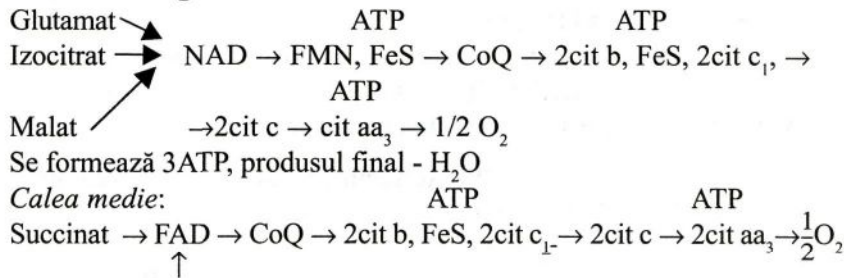 Glutamat ATP ATP
Izocitrat → NAD → FMN, FeS → CoQ → 2cit b, FeS, 2cit c₁, →
ATP
Malat →2cit c → cit aa₃ → 1/2 O₂
Se formează 3ATP, produsul final - H₂O
Calea medie: ATP ATP
Succinat → FAD → CoQ → 2cit b, FeS, 2cit c₁-→ 2cit c → 2cit aa₃→½O₂
↑